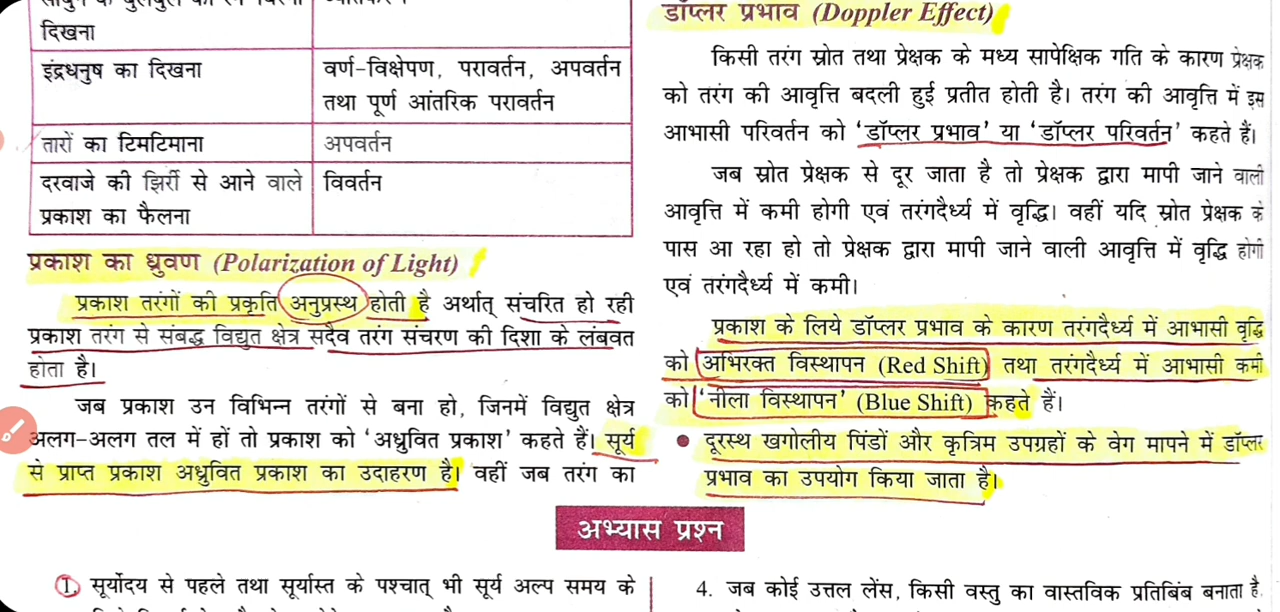 दिखना
इंद्रधनुष का दिखना
वर्ण-विक्षेपण, परावर्तन, अपवर्तन
तथा पूर्ण आंतरिक परावर्तन
तारों का टिमटिमाना
अपवर्तन
दरवाजे की झिर्री से आने वाले
प्रकाश का फैलना
विवर्तन
प्रकाश का ध्रुवण (Polarization of Light)
प्रकाश तरंगों की प्रकृति अनुप्रस्थ होती है अर्थात् संचरित हो रही
प्रकाश तरंग से संबद्ध विद्युत क्षेत्र सदैव तरंग संचरण की दिशा के लंबवत
होता है।
जब प्रकाश उन विभिन्न तरंगों से बना हो, जिनमें विद्युत क्षेत्र
अलग-अलग तल में हों तो प्रकाश को ‘अध्रुवित प्रकाश’ कहते हैं। सूर्य
से प्राप्त प्रकाश अध्रुवित प्रकाश का उदाहरण है। वहीं जब तरंग का
डॉप्लर प्रभाव (Doppler Effect)
किसी तरंग स्रोत तथा प्रेक्षक के मध्य सापेक्षिक गति के कारण प्रेक्षक
को तरंग की आवृत्ति बदली हुई प्रतीत होती है। तरंग की आवृत्ति में इस
आभासी परिवर्तन को ‘डॉप्लर प्रभाव’ या ‘डॉप्लर परिवर्तन’ कहते हैं।
जब स्रोत प्रेक्षक से दूर जाता है तो प्रेक्षक द्वारा मापी जाने वाली
आवृत्ति में कमी होगी एवं तरंगदैर्ध्य में वृद्धि। वहीं यदि स्रोत प्रेक्षक के
पास आ रहा हो तो प्रेक्षक द्वारा मापी जाने वाली आवृत्ति में वृद्धि होगी
एवं तरंगदैर्ध्य में कमी।
प्रकाश के लिये डॉप्लर प्रभाव के कारण तरंगदैर्ध्य में आभासी वृद्धि
को अभिरक्त विस्थापन (Red Shift) तथा तरंगदैर्ध्य में आभासी कमी
को ‘नीला विस्थापन’ (Blue Shift) कहते हैं।
● दूरस्थ खगोलीय पिंडों और कृत्रिम उपग्रहों के वेग मापने में डॉप्लर
प्रभाव का उपयोग किया जाता है।
अभ्यास प्रश्न
1. सूर्योदय से पहले तथा सूर्यास्त के पश्चात् भी सूर्य अल्प समय के
4. जब कोई उत्तल लेंस, किसी वस्तु का वास्तविक प्रतिबिंब बनाता है,